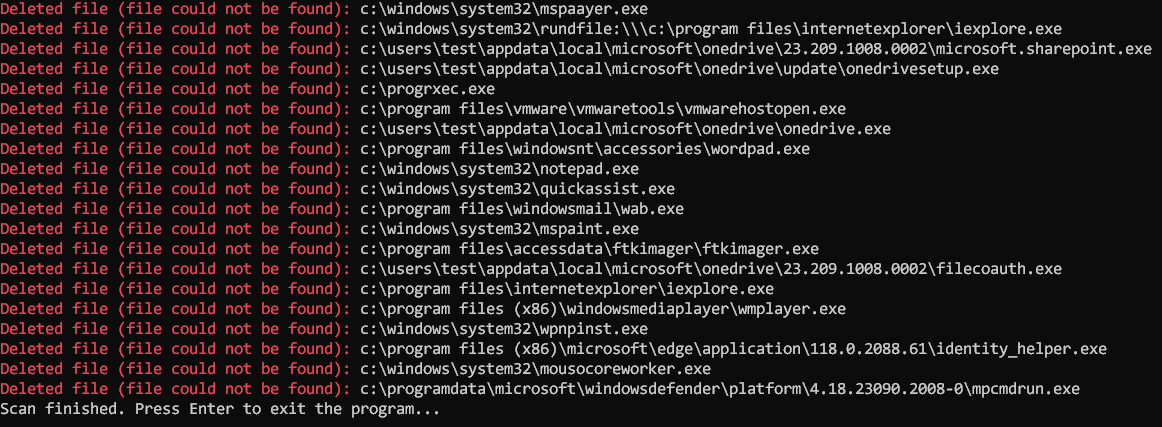 Deleted file (file could not be found): c:\windows\system32\mspaayer.exe
Deleted file (file could not be found): c:\windows\system32\rundfile:\\\c:\program files\internetexplorer\iexplore.exe
Deleted file (file could not be found): c:\users\test\appdata\local\microsoft\onedrive\23.209.1008.0002\microsoft.sharepoint.exe
Deleted file (file could not be found): c:\users\test\appdata\local\microsoft\onedrive\update\onedrivesetup.exe
Deleted file (file could not be found): c:\progrxec.exe
Deleted file (file could not be found): c:\program files\vmware\vmwaretools\vmwarehostopen.exe
Deleted file (file could not be found): c:\users\test\appdata\local\microsoft\onedrive\onedrive.exe
Deleted file (file could not be found): c:\program files\windowsnt\accessories\wordpad.exe
Deleted file (file could not be found): c:\windows\system32\notepad.exe
Deleted file (file could not be found): c:\windows\system32\quickassist.exe
Deleted file (file could not be found): c:\program files\windowsmail\wab.exe
Deleted file (file could not be found): c:\windows\system32\mspaint.exe
Deleted file (file could not be found): c:\program files\accessdata\ftkimager\ftkimager.exe
Deleted file (file could not be found): c:\users\test\appdata\local\microsoft\onedrive\23.209.1008.0002\filecoauth.exe
Deleted file (file could not be found): c:\program files\internetexplorer\iexplore.exe
Deleted file (file could not be found): c:\program files (x86)\windowsmediaplayer\wmplayer.exe
Deleted file (file could not be found): c:\windows\system32\wpnpinst.exe
Deleted file (file could not be found): c:\program files (x86)\microsoft\edge\application\118.0.2088.61\identity_helper.exe
Deleted file (file could not be found): c:\windows\system32\mousocoreworker.exe
Deleted file (file could not be found): c:\programdata\microsoft\windowsdefender\platform\4.18.23090.2008-0\mpcmdrun.exe
Scan finished. Press Enter to exit the program...